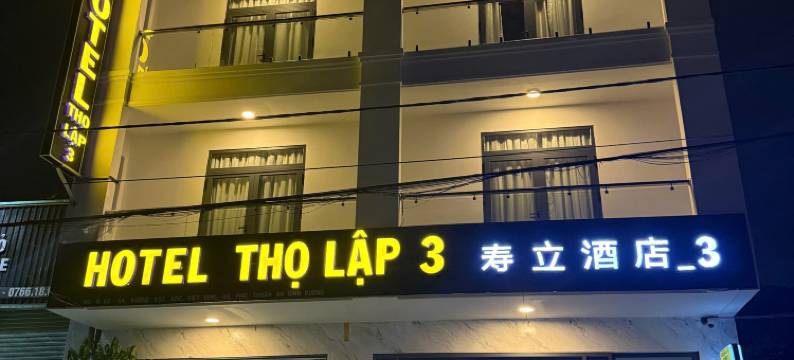 HOTEL
THỌ
LẬP
3
HOTEL THỌ LẬP 3 寿立酒店_3
0766.18.